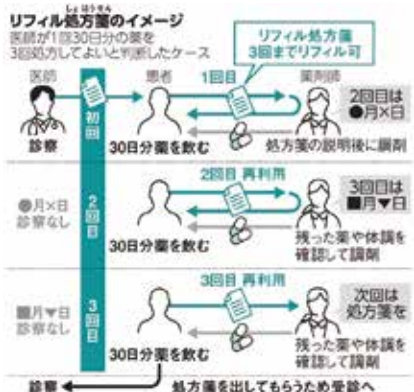 しょほうせん
リフィル処方箋のイメージ
医師が1回30日分の薬を
3回処方してよいと判断したケース
リフィル処方箋
3回までリフィル可
医師
患者
1回目
薬剤師
初回
診察
30日分薬を飲む
処方箋の説明後に調剤
2回目は
●月×日
2回目 再利用
●月×日
診察なし
2回目
30日分薬を飲む
残った薬や体調を
確認して調剤
3回目は
■月▼日
3回目 再利用
■月▼日
診察なし
3回目
30日分薬を飲む
残った薬や体調を
確認して調剤
次回は
処方箋を
診察
処方箋を出してもらうため受診へ